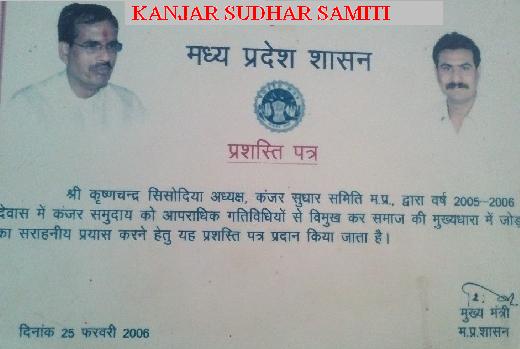 KANJAR SUDHAR SAMITI
मध्य प्रदेश शासन
प्रशस्ति पत्र
श्री कृष्णचन्द्र सिसोदिया अध्यक्ष, कंजर सुधार समिति म.प्र., द्वारा वर्ष 2005–2006
देवास में कंजर समुदाय को आपराधिक गतिविधियों से विमुख कर समाज की मुख्यधारा में जोड़
का सराहनीय प्रयास करने हेतु यह प्रशस्ति पत्र प्रदान किया जाता है।
मुख्य मंत्री
म.प्र.शासन
दिनांक 25 फरवरी 2006